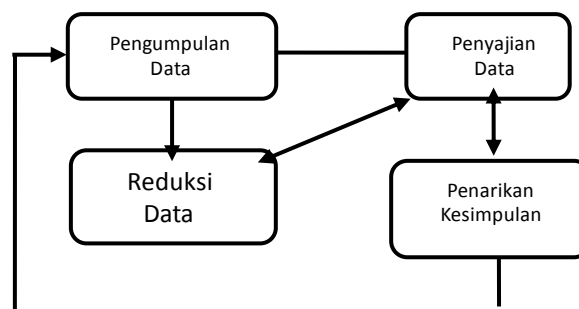 Pengumpulan
Data
Penyajian
Data
Reduksi
Data
Penarikan
Kesimpulan